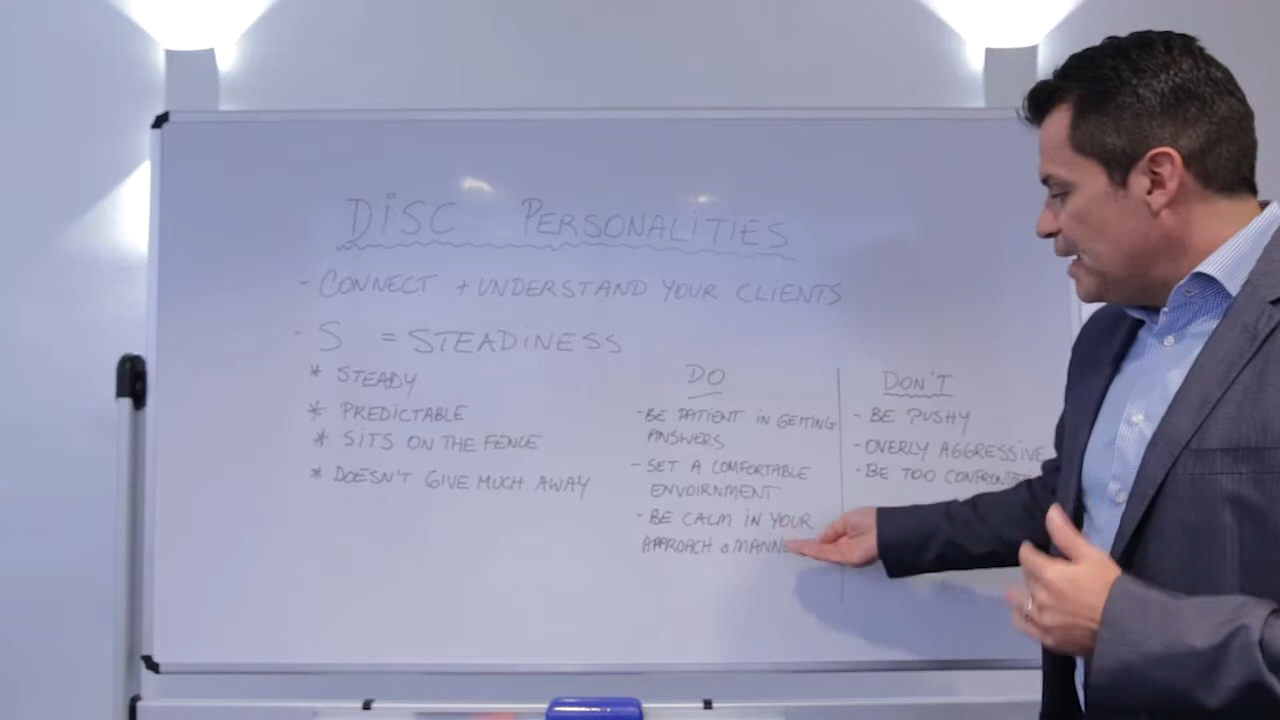 DiSC PERSONALiTiES
- CONNECT + UNDERSTAND YOUR CLIENTS
- S = STEADiNESS
* STEADY
* PREDICTABLE
* SITS ON THE FENCE
* DOESN'T GIVE MUCH AWAY
DO
- BE PATIENT IN GETTING
ANSWERS
- SET A COMFORTABLE
ENVOIRNMENT
- BE CALM IN YOUR
APPROACH &
DON'T
- BE PUSHY
- OVERLY AGGRESSIVE
- BE TOO